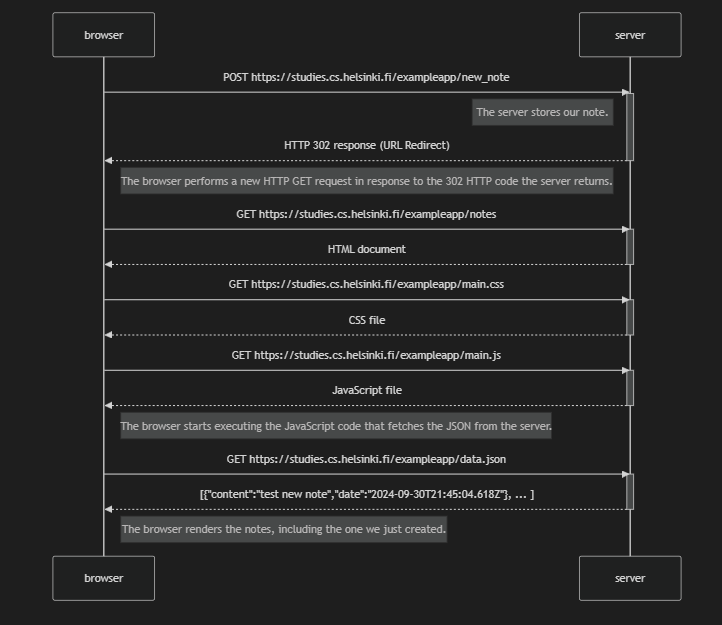 browser server
POST https://studies.cs.helsinki.fi/exampleapp/new_note
The server stores our note.
HTTP 302 response (URL Redirect)
The browser performs a new HTTP GET request in response to the 302 HTTP code the server returns.
GET https://studies.cs.helsinki.fi/exampleapp/notes
HTML document
GET https://studies.cs.helsinki.fi/exampleapp/main.css
CSS file
GET https://studies.cs.helsinki.fi/exampleapp/main.js
JavaScript file
The browser starts executing the JavaScript code that fetches the JSON from the server.
GET https://studies.cs.helsinki.fi/exampleapp/data.json
[{"content":"test new note","date":"2024-09-30T21:45:04.618Z"}, ... ]
The browser renders the notes, including the one we just created.
browser server